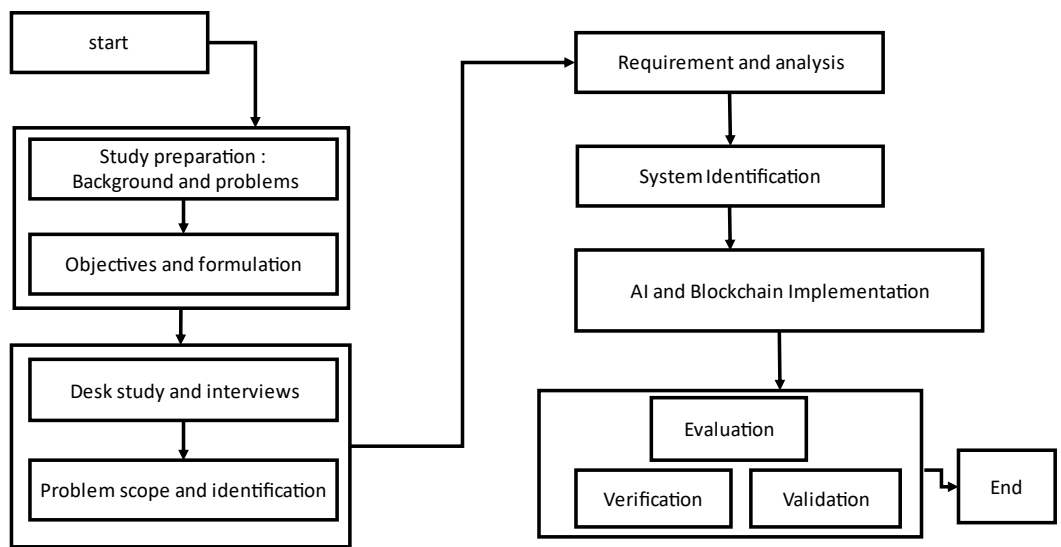 start
Study preparation :
Background and problems
Objectives and formulation
Desk study and interviews
Problem scope and identification
Requirement and analysis
System Identification
AI and Blockchain Implementation
Evaluation
Verification
Validation
End